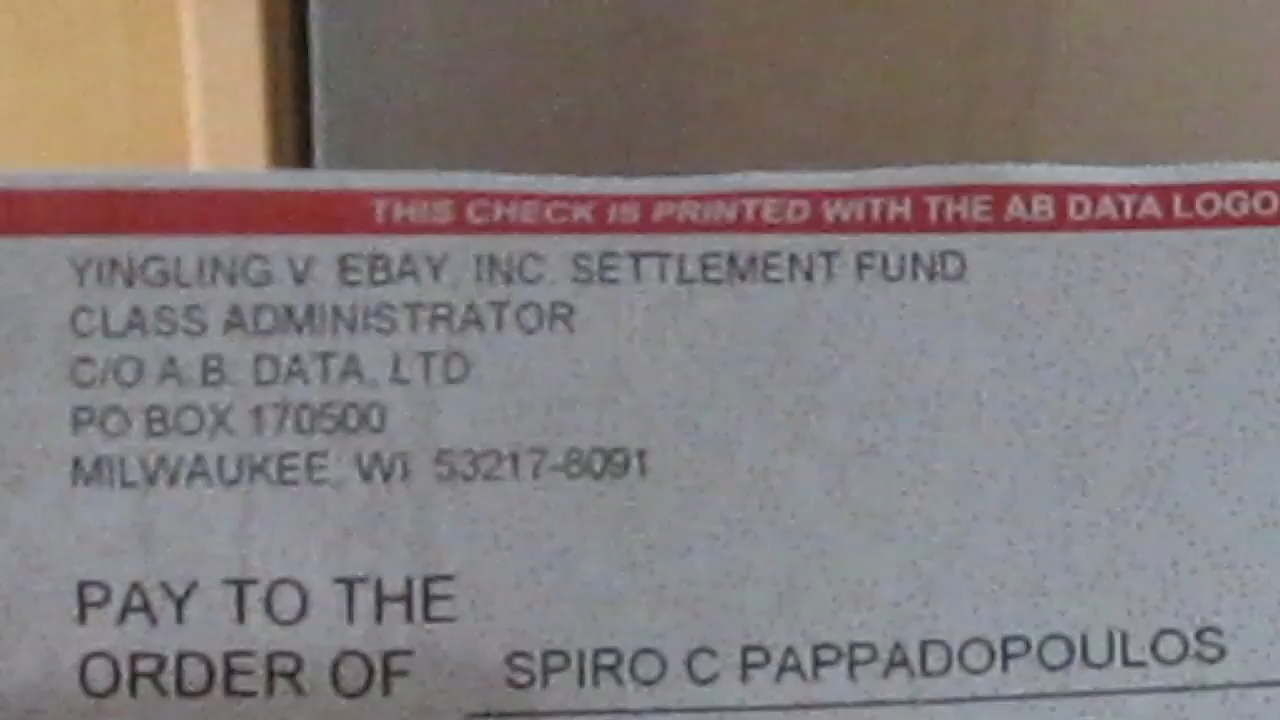 THIS CHECK IS PRINTED WITH THE AB DATA LOGO
YINGLING V. EBAY, INC. SETTLEMENT FUND
CLASS ADMINISTRATOR
C/O A.B. DATA, LTD
PO BOX 170500
MILWAUKEE, WI 53217-8091
PAY TO THE
ORDER OF SPIRO C PAPPADOPOULOS